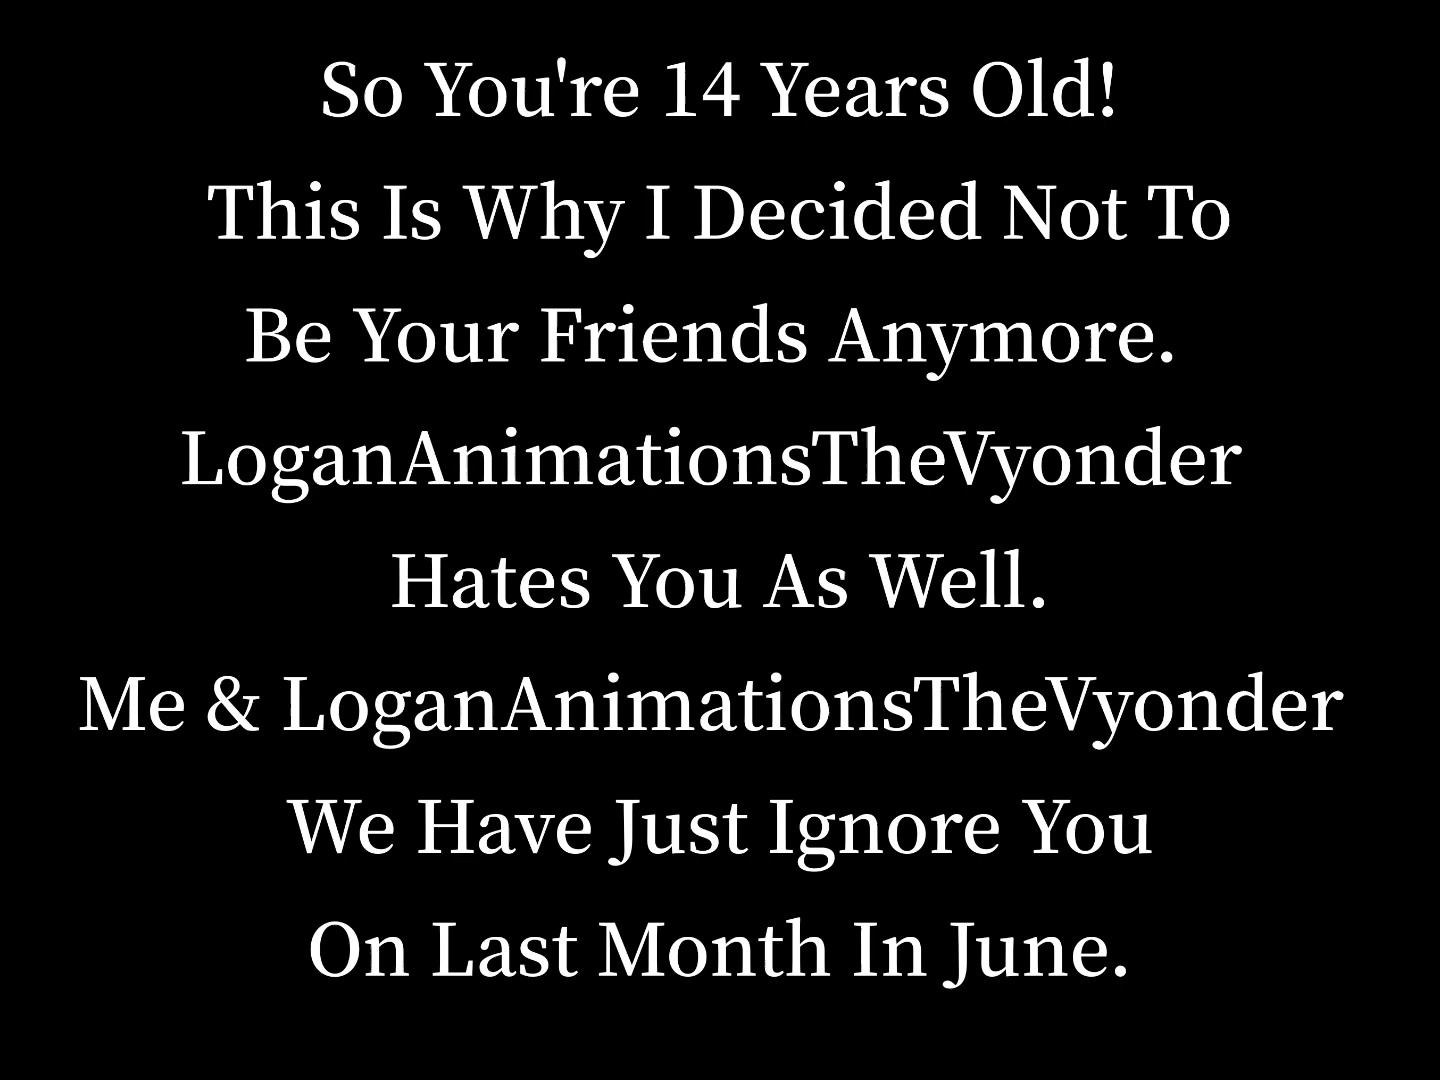 So You're 14 Years Old!
This Is Why I Decided Not To
Be Your Friends Anymore.
LoganAnimationsTheVyonder
Hates You As Well.
Me & LoganAnimationsTheVyonder
We Have Just Ignore You
On Last Month In June.